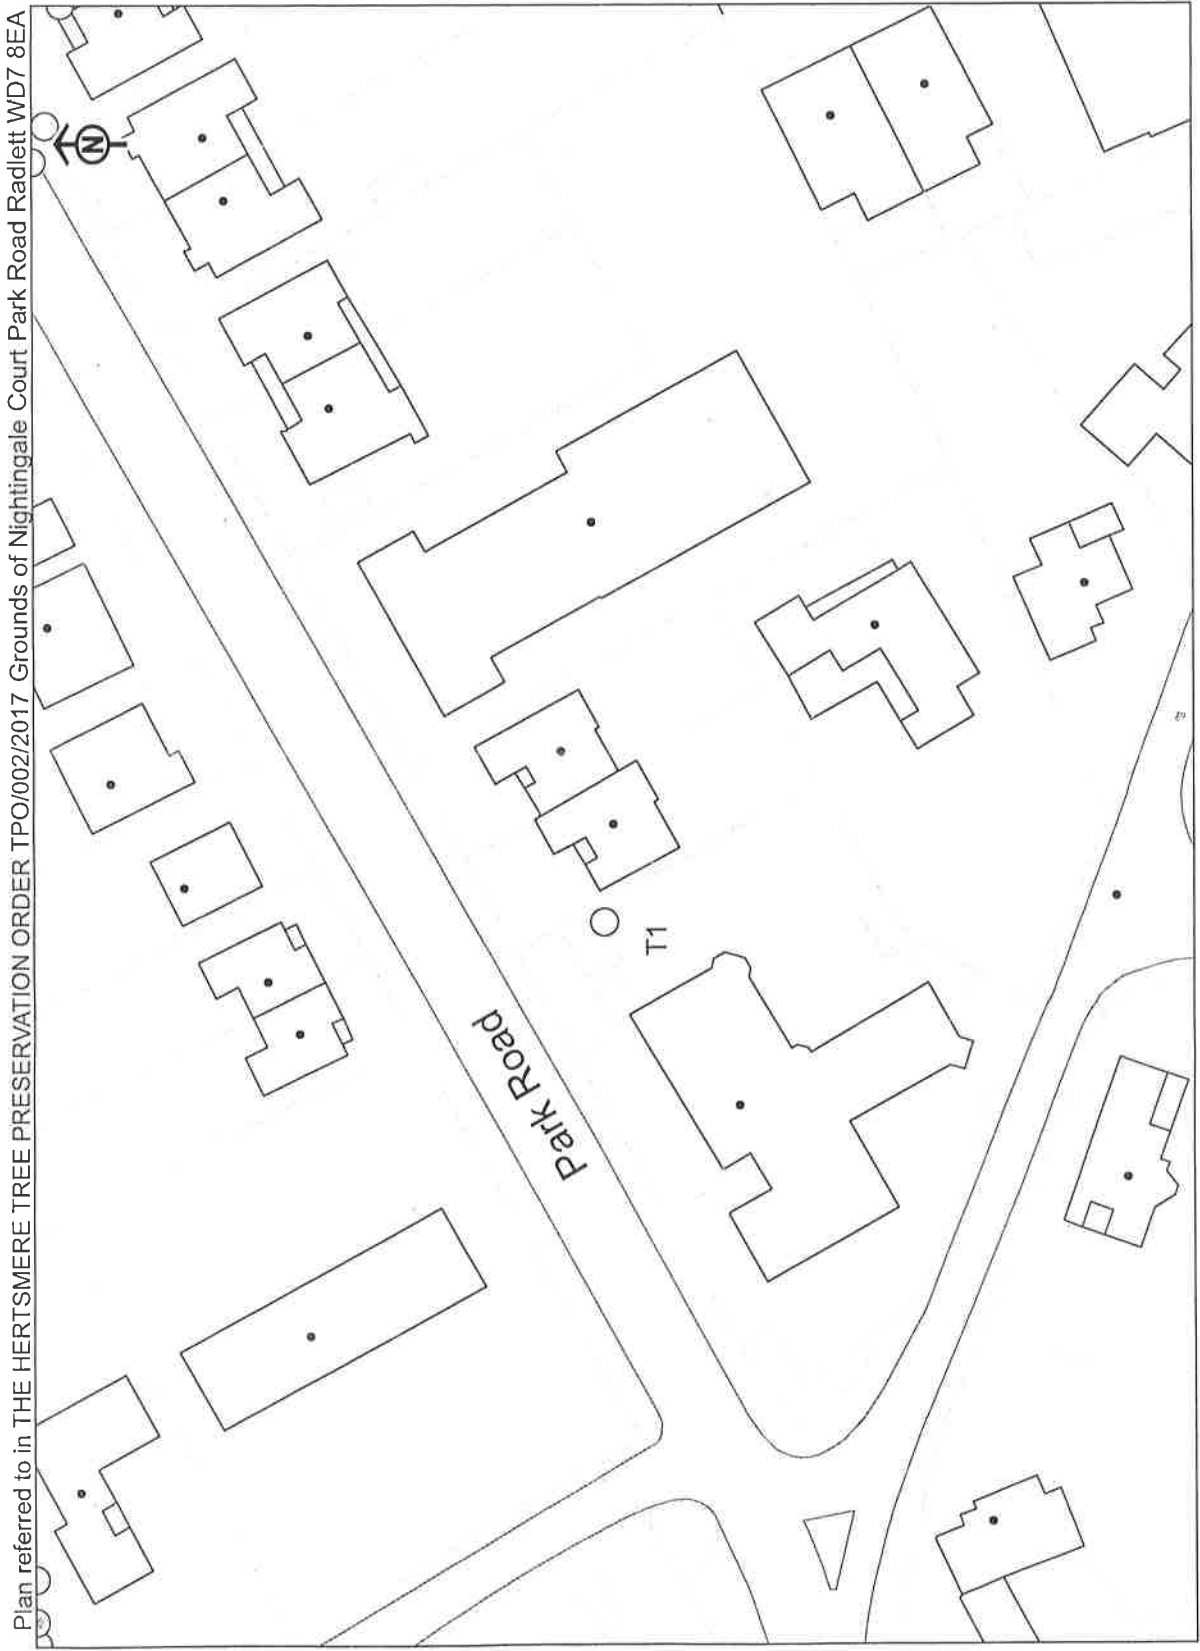 Plan referred to in THE HERTSMERE TREE PRESERVATION ORDER TPO/002/2017 Grounds of Nightingale Court Park Road Radlett WD7 8EA
N
Park Road
T1